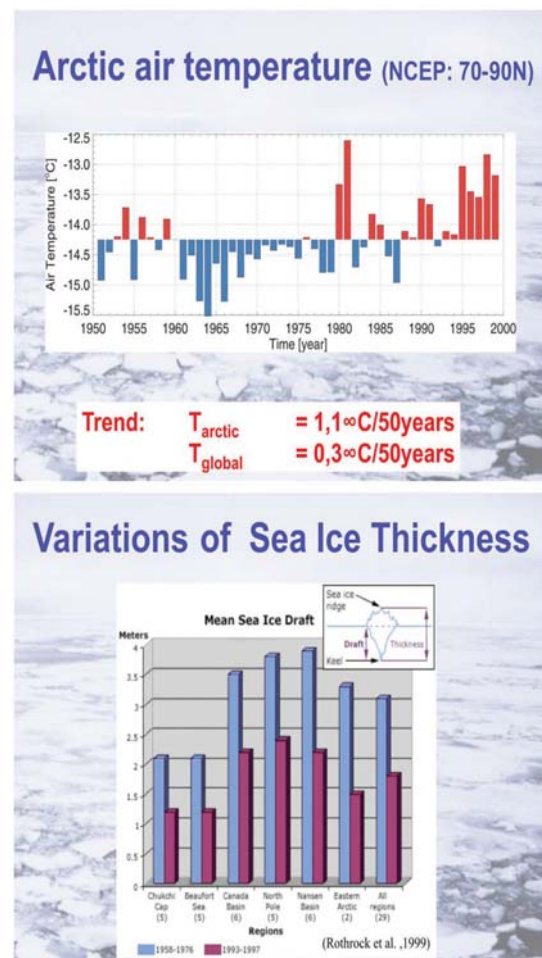 Arctic air temperature (NCEP: 70-90N)
-12.5
-13.0
-13.5
-14.0
-14.5
-15.0
-15.5
Air Temperature [°C]
1950 1955 1960 1965 1970 1975 1980 1985 1990 1995 2000
Time [year]
Trend: Tarctic = 1,1∞C/50years
Tglobal = 0,3∞C/50years
Variations of Sea Ice Thickness
Mean Sea Ice Draft
Sea ice
ridge
Draft
Thickness
Keel
Meters
4
3.5
3
2.5
2
1.5
1
0.5
0
Chukchi Beaufort Canada North Nansen Eastern All
Cap Sea Basin Pole Basin Arctic regions
(5) (5) (6) (5) (6) (2) (29)
Regions
1958-1976 1993-1997
(Rothrock et al. ,1999)